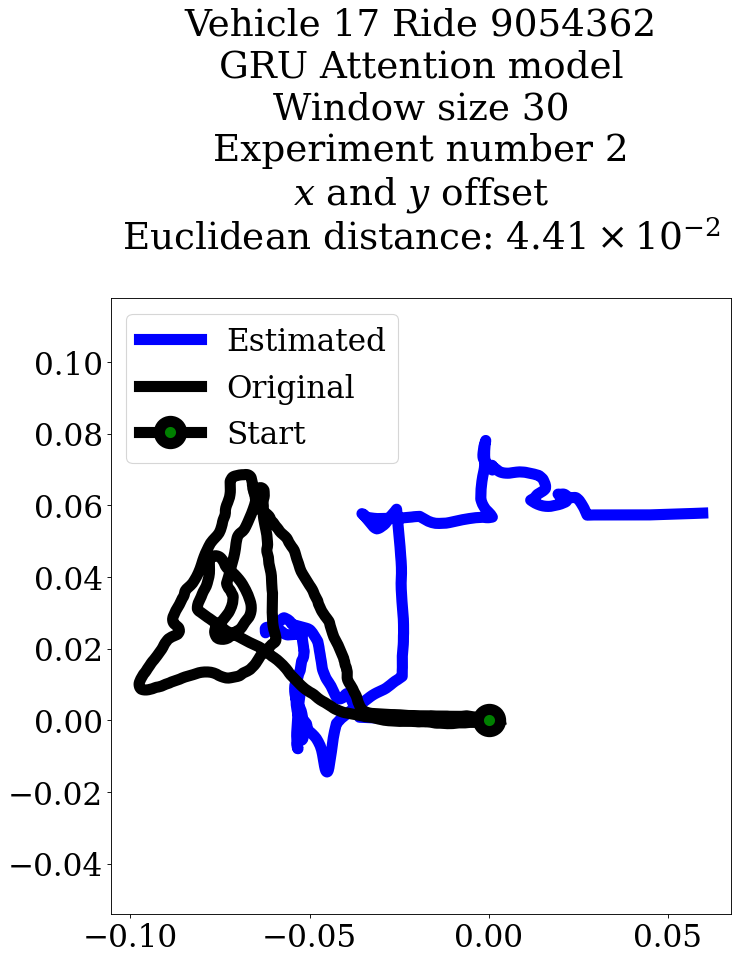 Vehicle 17 Ride 9054362
GRU Attention model
Window size 30
Experiment number 2
x and y offset
Euclidean distance: 4.41 × 10⁻²
Estimated
Original
Start
0.10
0.08
0.06
0.04
0.02
0.00
−0.02
−0.04
−0.10 −0.05 0.00 0.05